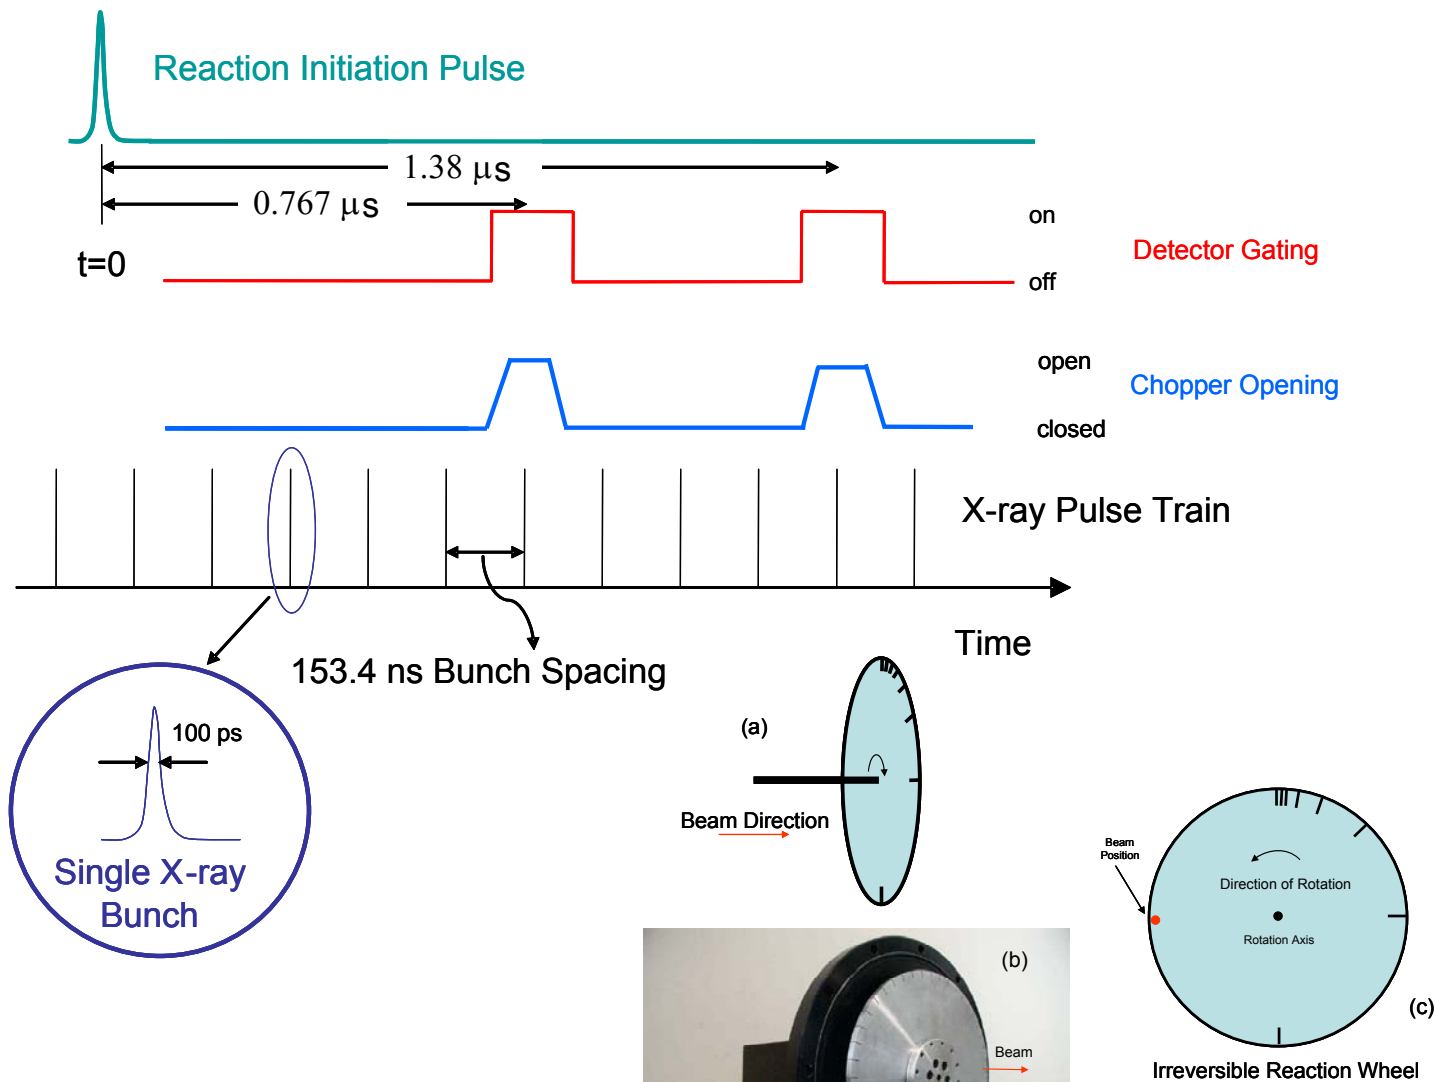 Reaction Initiation Pulse
1.38 μs
0.767 μs
t=0
on
Detector Gating
off
open
Chopper Opening
closed
X-ray Pulse Train
Time
153.4 ns Bunch Spacing
100 ps
Single X-ray
Bunch
(a)
Beam Direction
(b)
Beam
Beam
Position
Direction of Rotation
Rotation Axis
(c)
Irreversible Reaction Wheel